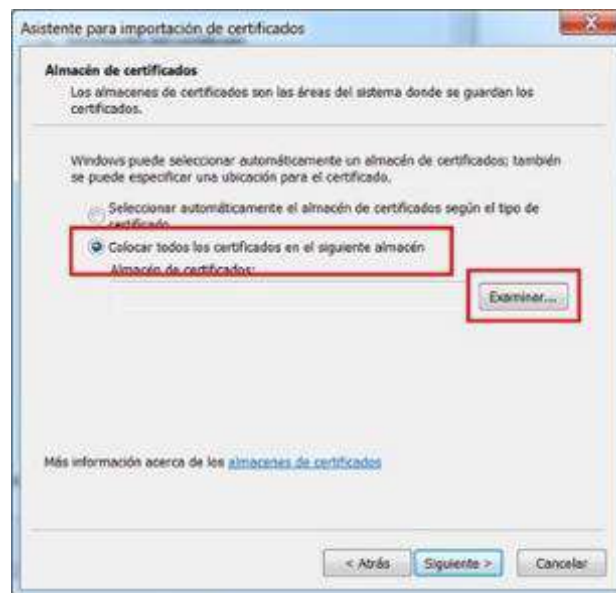 Asistente para importación de certificados
Almacén de certificados
Los almacenes de certificados son las áreas del sistema donde se guardan los
certificados.
Windows puede seleccionar automáticamente un almacén de certificados; también
se puede especificar una ubicación para el certificado.
Seleccionar automáticamente el almacén de certificados según el tipo de
certificado
Colocar todos los certificados en el siguiente almacén
Almacén de certificados:
Examinar...
Más información acerca de los almacenes de certificados
< Atrás Siguiente > Cancelar